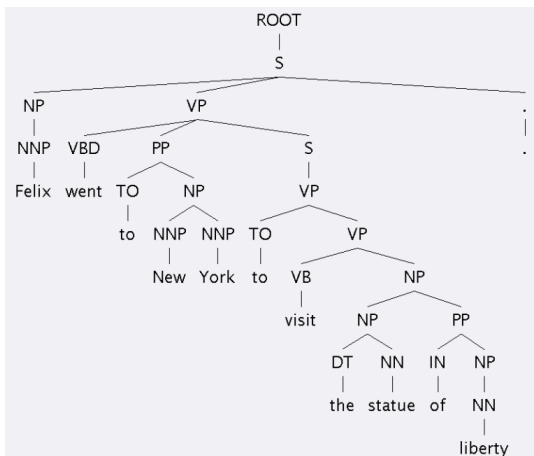 ROOT
S
NP VP .
NNP VBD PP S .
Felix went TO NP VP
to NNP NNP TO VP
New York to VB NP
visit NP PP
DT NN IN NP
the statue of NN
liberty